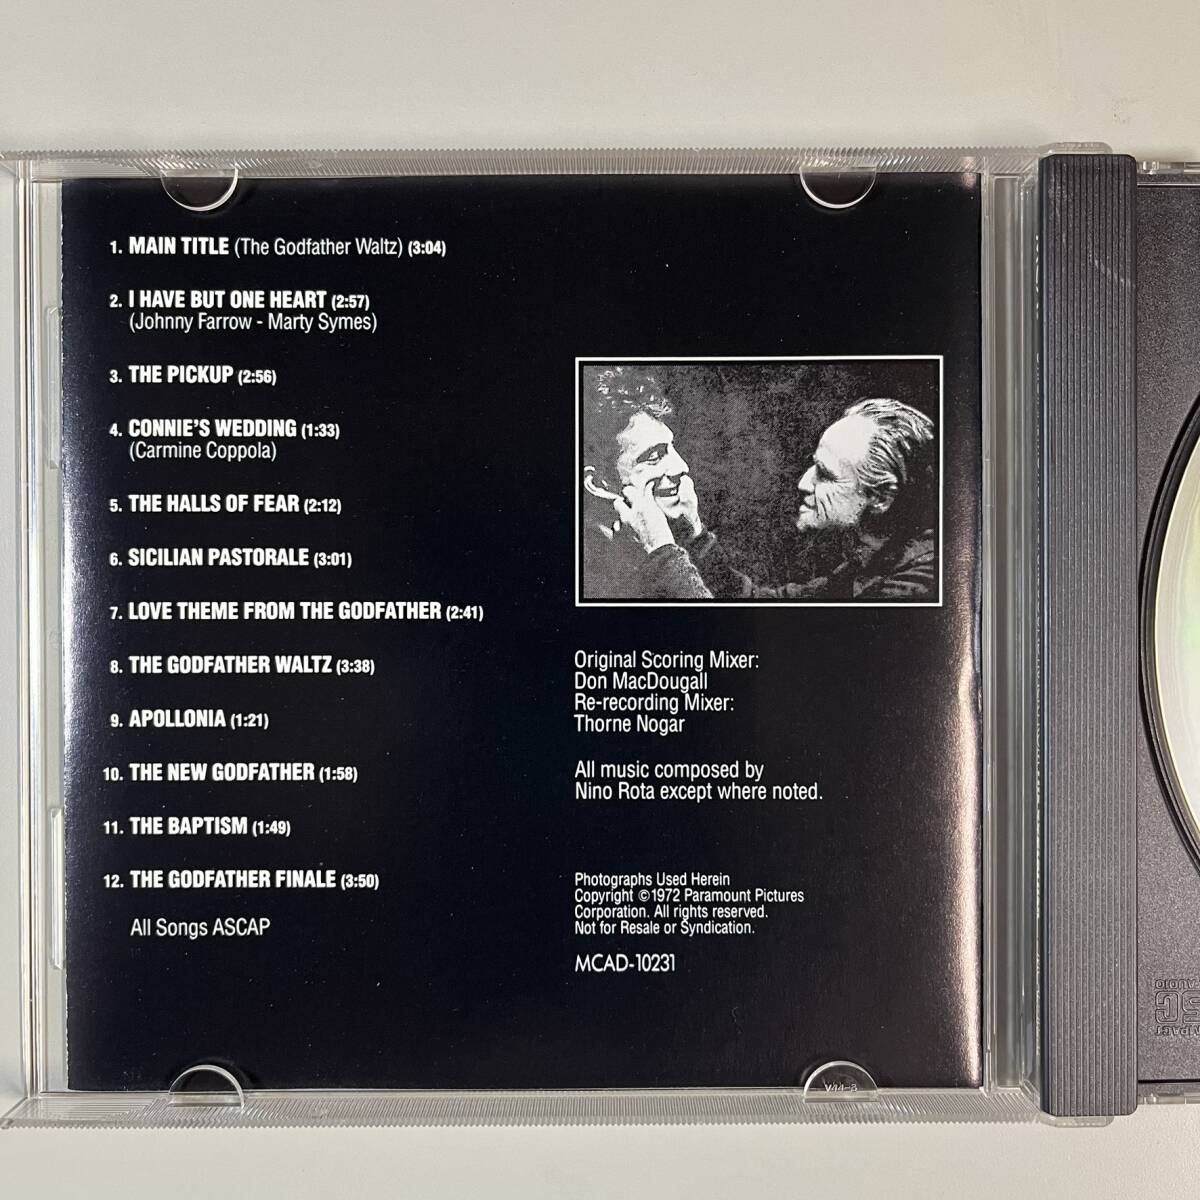 1. MAIN TITLE (The Godfather Waltz) (3:04)
2. I HAVE BUT ONE HEART (2:57)
(Johnny Farrow - Marty Symes)
3. THE PICKUP (2:56)
4. CONNIE'S WEDDING (1:33)
(Carmine Coppola)
5. THE HALLS OF FEAR (2:12)
6. SICILIAN PASTORALE (3:01)
7. LOVE THEME FROM THE GODFATHER (2:41)
8. THE GODFATHER WALTZ (3:38)
9. APOLLONIA (1:21)
10. THE NEW GODFATHER (1:58)
11. THE BAPTISM (1:49)
12. THE GODFATHER FINALE (3:50)
All Songs ASCAP
Original Scoring Mixer:
Don MacDougall
Re-recording Mixer:
Thorne Nogar
All music composed by
Nino Rota except where noted.
Photographs Used Herein
Copyright ©1972 Paramount Pictures
Corporation. All rights reserved.
Not for Resale or Syndication.
MCAD-10231